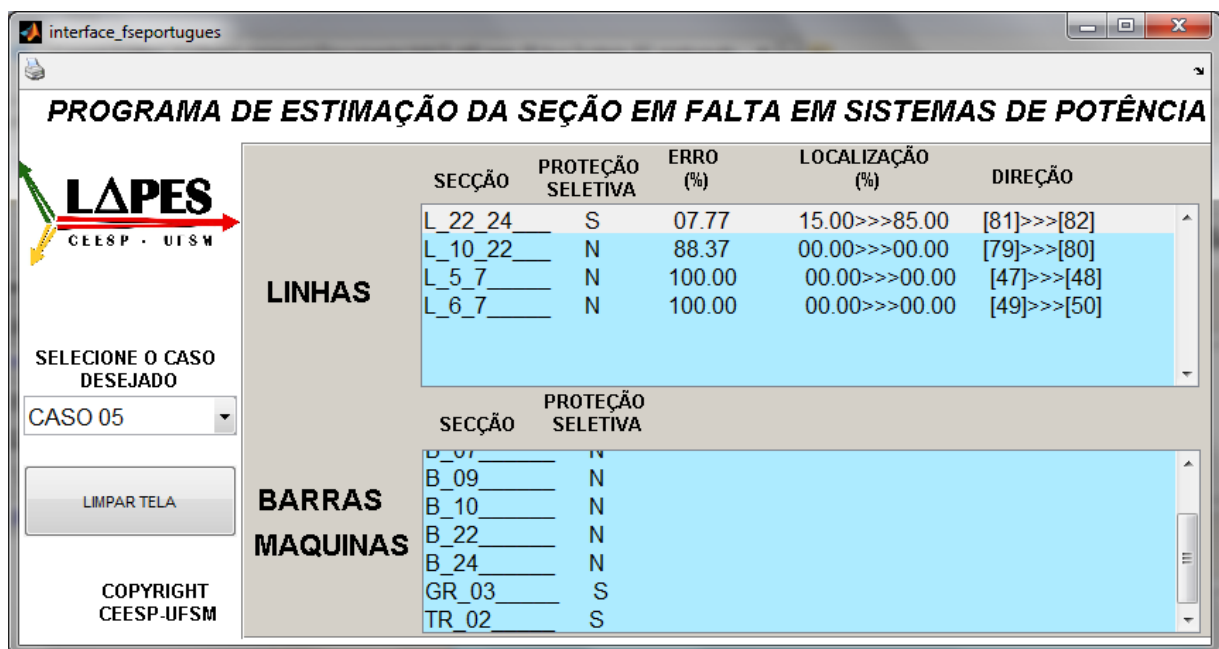 interface_fseportugues
PROGRAMA DE ESTIMAÇÃO DA SEÇÃO EM FALTA EM SISTEMAS DE POTÊNCIA
LAPES
CEESP - UFSM
SELECIONE O CASO
DESEJADO
CASO 05
LIMPAR TELA
COPYRIGHT
CEESP-UFSM
LINHAS
SECÇÃO PROTEÇÃO SELETIVA ERRO (%) LOCALIZAÇÃO (%) DIREÇÃO
L_22_24___ S 07.77 15.00>>>85.00 [81]>>>[82]
L_10_22___ N 88.37 00.00>>>00.00 [79]>>>[80]
L_5_7_____ N 100.00 00.00>>>00.00 [47]>>>[48]
L_6_7_____ N 100.00 00.00>>>00.00 [49]>>>[50]
BARRAS
MAQUINAS
SECÇÃO PROTEÇÃO SELETIVA
B_07______ N
B_09______ N
B_10______ N
B_22______ N
B_24______ N
GR_03_____ S
TR_02_____ S